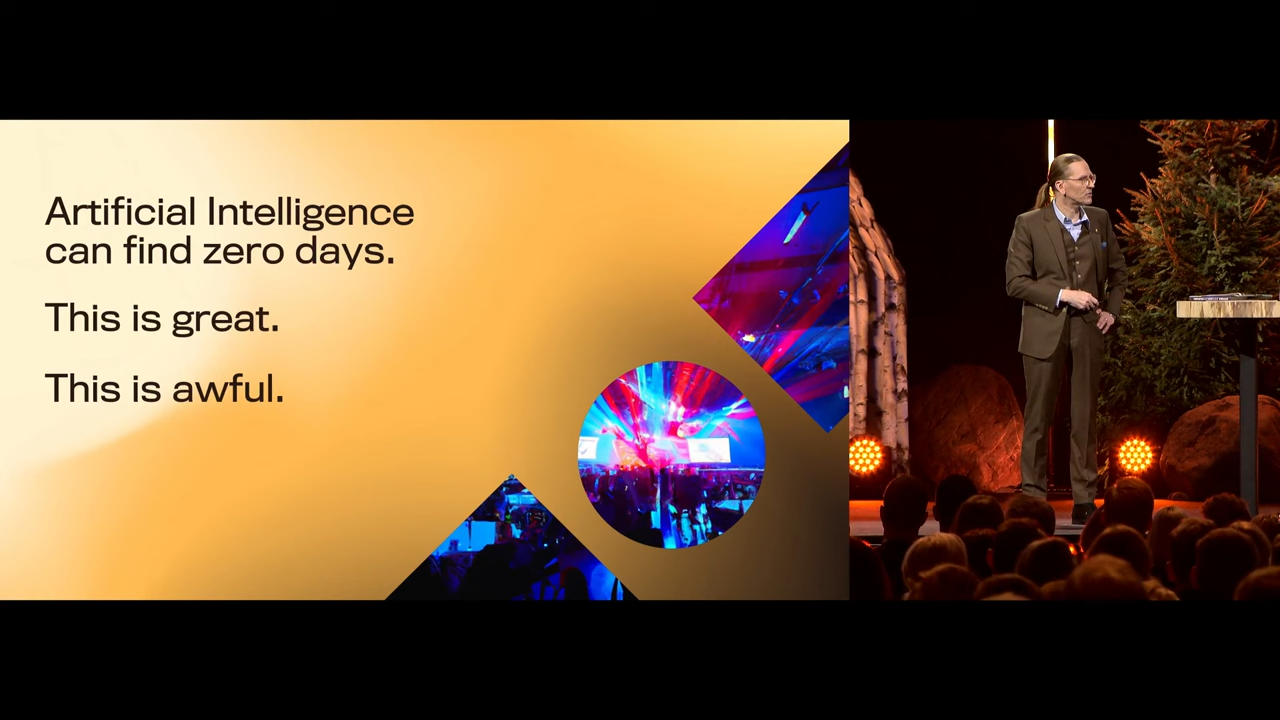 Artificial Intelligence
can find zero days.
This is great.
This is awful.